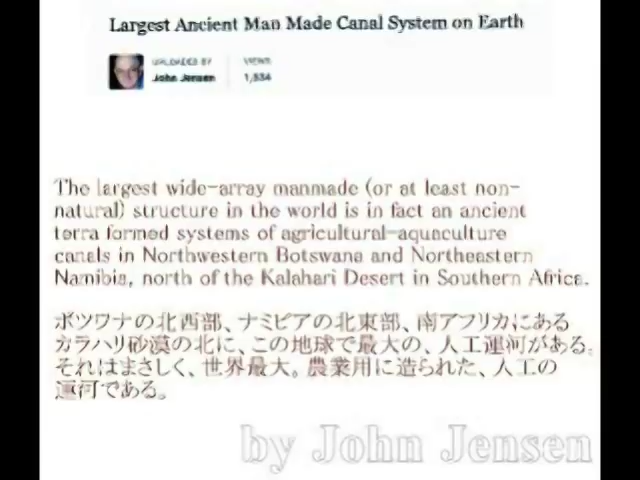 Largest Ancient Man Made Canal System on Earth
UPLOADED BY
VIEWS
John Jensen
1,534
The largest wide-array manmade (or at least non-
natural) structure in the world is in fact an ancient
terra formed systems of agricultural-aquaculture
canals in Northwestern Botswana and Northeastern
Namibia, north of the Kalahari Desert in Southern Africa.
ボツワナの北西部、ナミビアの北東部、南アフリカにある
カラハリ砂漠の北に、この地球で最大の、人工運河がある。
それはまさしく、世界最大。農業用に造られた、人工の
運河である。
by John Jensen